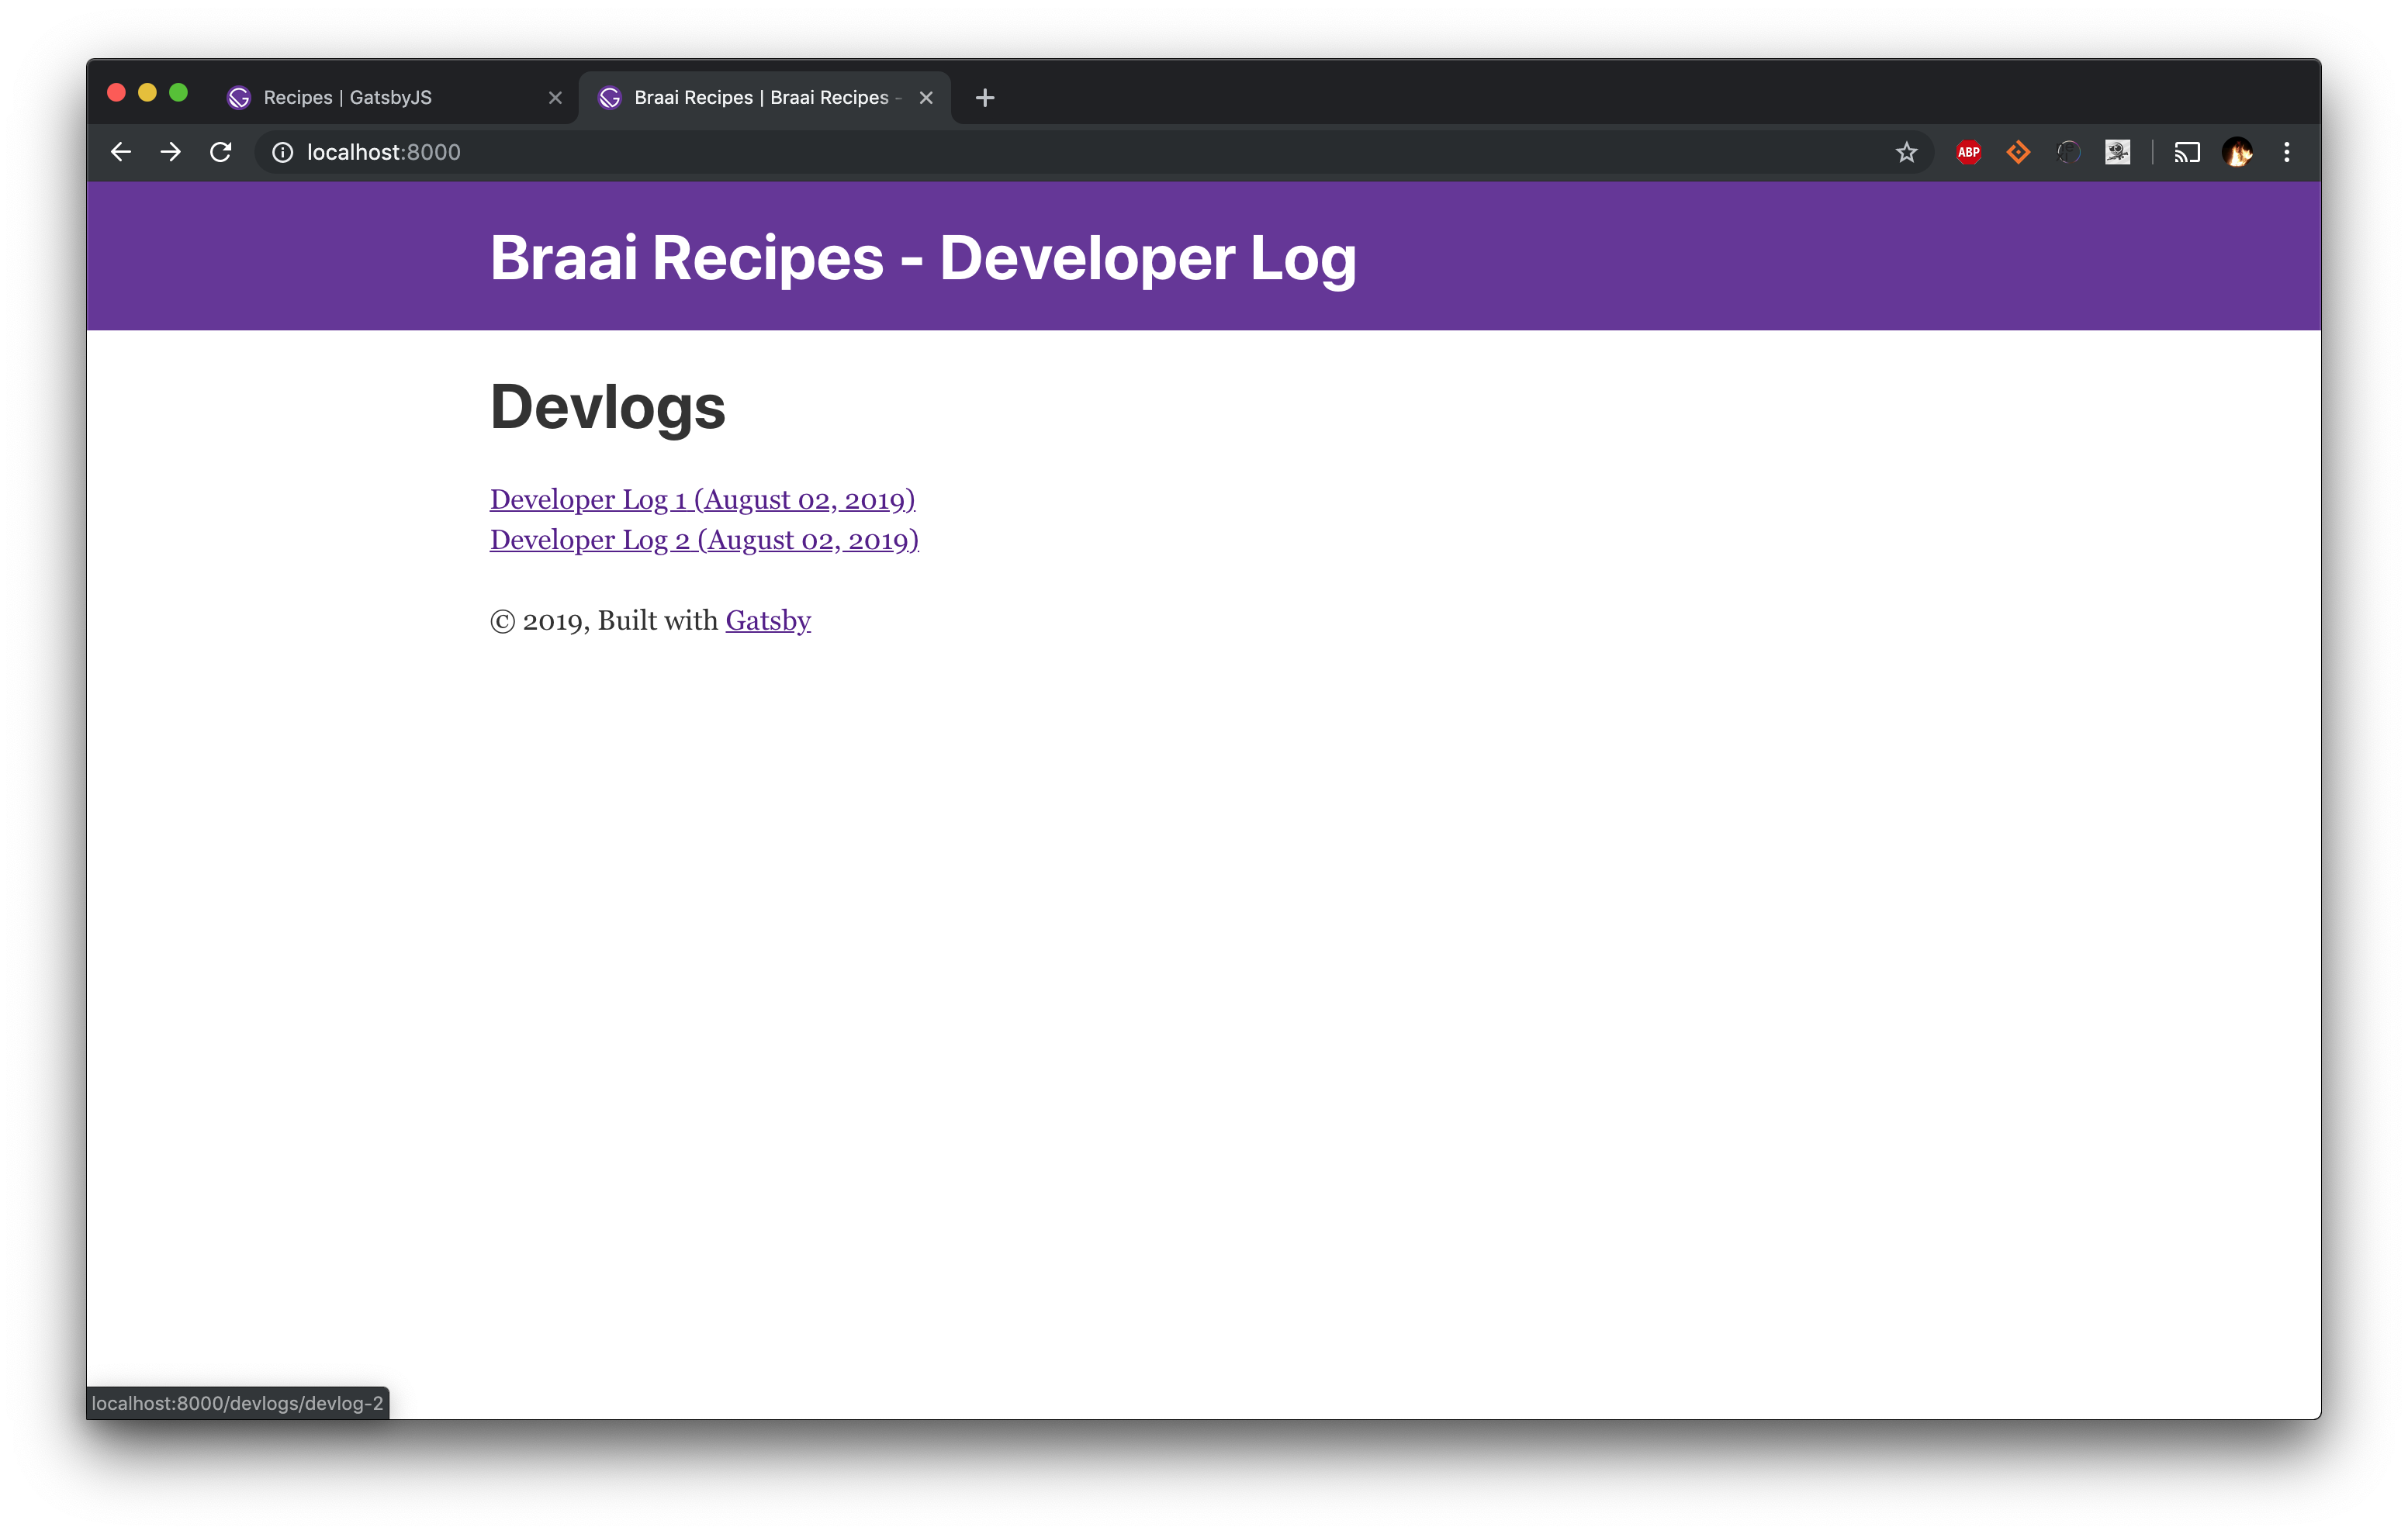 Recipes | GatsbyJS
Braai Recipes | Braai Recipes -
localhost:8000
ABP
Braai Recipes - Developer Log
Devlogs
Developer Log 1 (August 02, 2019)
Developer Log 2 (August 02, 2019)
© 2019, Built with Gatsby
localhost:8000/devlogs/devlog-2